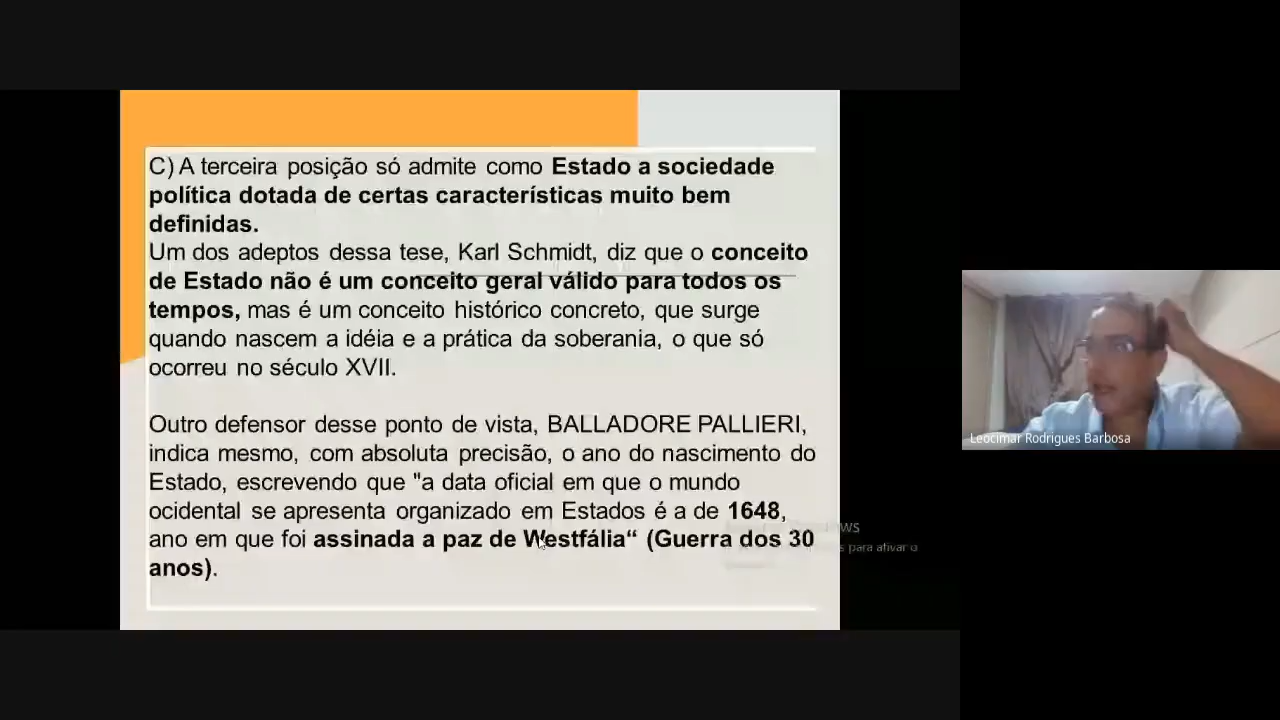 C) A terceira posição só admite como Estado a sociedade
política dotada de certas características muito bem
definidas.
Um dos adeptos dessa tese, Karl Schmidt, diz que o conceito
de Estado não é um conceito geral válido para todos os
tempos, mas é um conceito histórico concreto, que surge
quando nascem a idéia e a prática da soberania, o que só
ocorreu no século XVII.
Outro defensor desse ponto de vista, BALLADORE PALLIERI,
indica mesmo, com absoluta precisão, o ano do nascimento do
Estado, escrevendo que "a data oficial em que o mundo
ocidental se apresenta organizado em Estados é a de 1648,
ano em que foi assinada a paz de Westfália“ (Guerra dos 30
anos).
para ativar o
Leocimar Rodrigues Barbosa